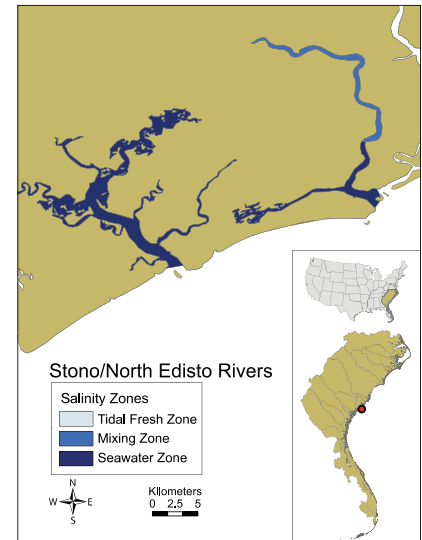 Stono/North Edisto Rivers
Salinity Zones
Tidal Fresh Zone
Mixing Zone
Seawater Zone
N
W E
S
Kilometers
0 2.5 5